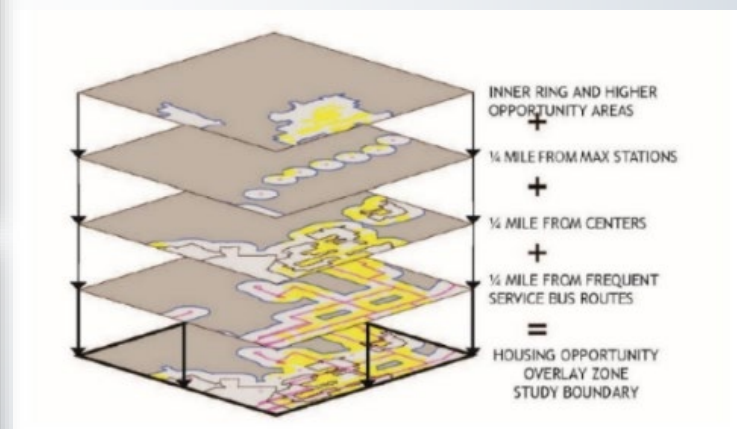 INNER RING AND HIGHER
OPPORTUNITY AREAS
+
¼ MILE FROM MAX STATIONS
+
¼ MILE FROM CENTERS
+
¼ MILE FROM FREQUENT
SERVICE BUS ROUTES
=
HOUSING OPPORTUNITY
OVERLAY ZONE
STUDY BOUNDARY